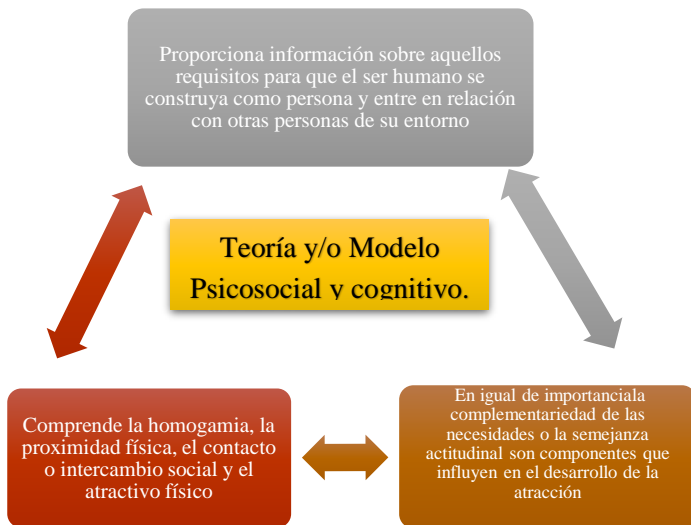 Proporciona información sobre aquellos
requisitos para que el ser humano se
construya como persona y entre en relación
con otras personas de su entorno
Teoría y/o Modelo
Psicosocial y cognitivo.
Comprende la homogamia, la
proximidad física, el contacto
o intercambio social y el
atractivo físico
En igual de importanciala
complementariedad de las
necesidades o la semejanza
actitudinal son componentes que
influyen en el desarrollo de la
atracción